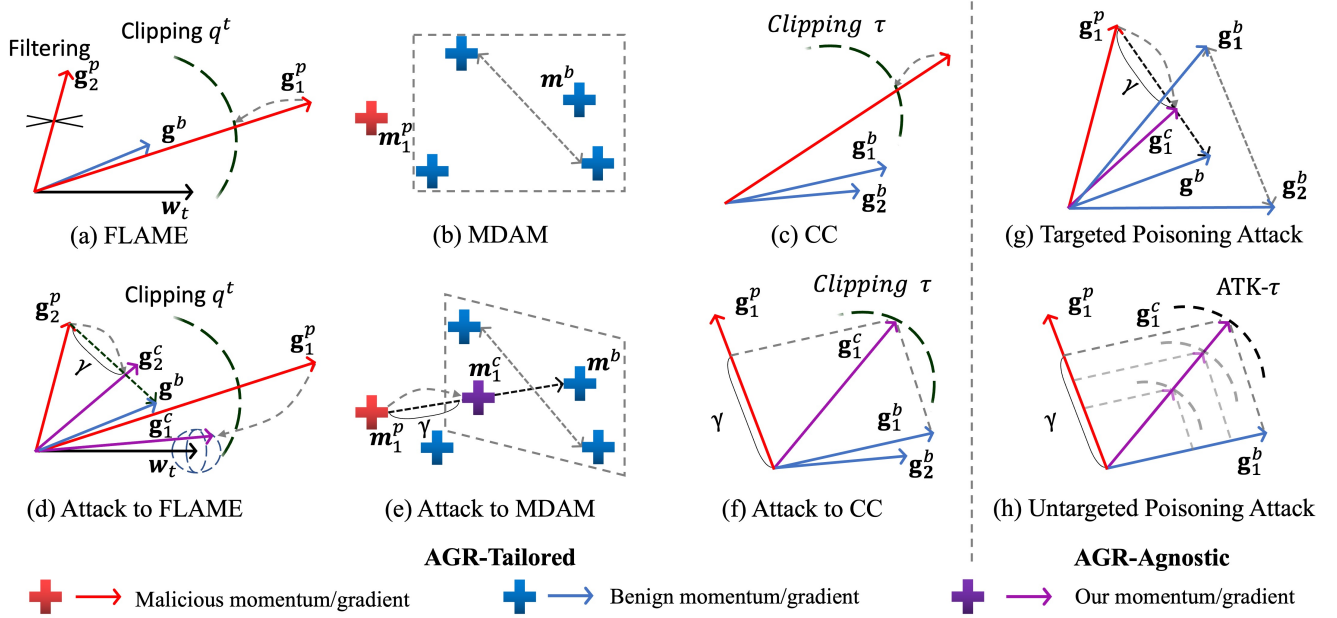 Filtering
Clipping q^t
g_2^p
g_1^p
g^b
w_t
(a) FLAME
m_1^p
m^b
(b) MDAM
Clipping τ
g_1^b
g_2^b
(c) CC
g_1^p
g_1^b
γ
g_1^c
g^b
g_2^b
(g) Targeted Poisoning Attack
Clipping q^t
g_2^p
g_1^p
γ
g_2^c
g^b
g_1^c
w_t
(d) Attack to FLAME
m_1^c
m^b
m_1^p
γ
(e) Attack to MDAM
Clipping τ
g_1^p
g_1^c
γ
g_1^b
g_2^b
(f) Attack to CC
ATK-τ
g_1^p
g_1^c
γ
g_1^b
(h) Untargeted Poisoning Attack
AGR-Tailored
AGR-Agnostic
Malicious momentum/gradient
Benign momentum/gradient
Our momentum/gradient